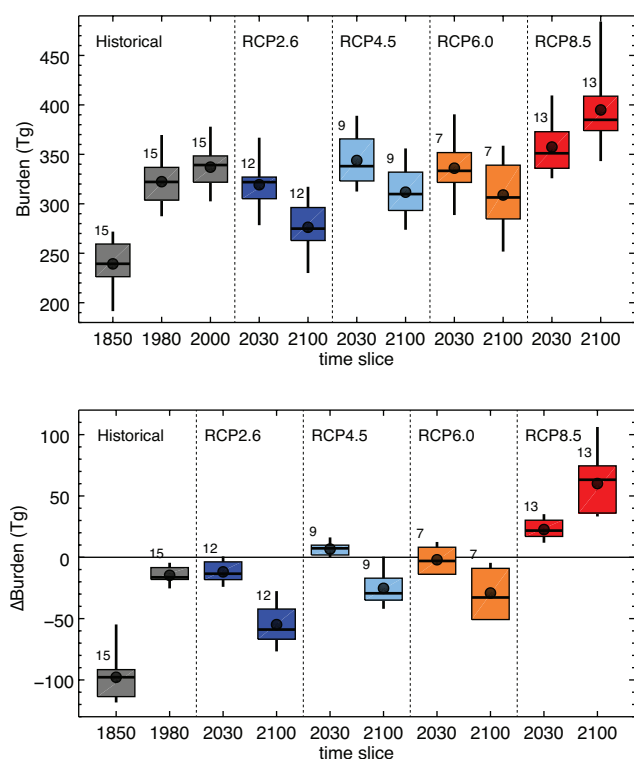 Historical RCP2.6 RCP4.5 RCP6.0 RCP8.5
450
400
350
300
250
200
Burden (Tg)
15 15 15 12 12 9 9 7 7 13 13
1850 1980 2000 2030 2100 2030 2100 2030 2100 2030 2100
time slice
Historical RCP2.6 RCP4.5 RCP6.0 RCP8.5
100
50
0
−50
−100
ΔBurden (Tg)
15 15 12 12 9 9 7 7 13 13
1850 1980 2030 2100 2030 2100 2030 2100 2030 2100
time slice